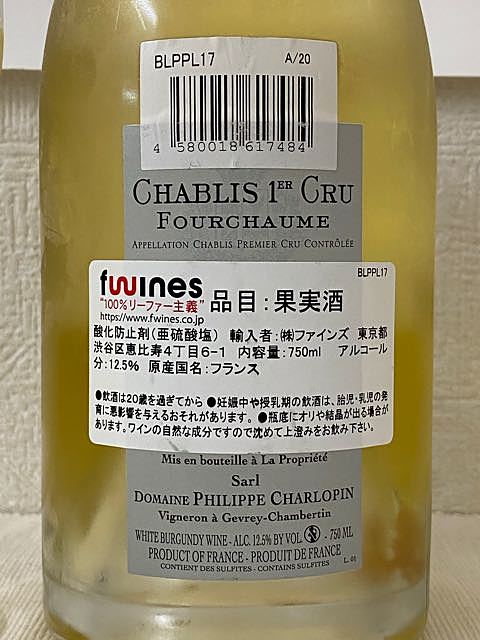 BLPPL17 A/20
4 580018 617484
CHABLIS 1ER CRU
FOURCHAUME
APPELLATION CHABLIS PREMIER CRU CONTRÔLÉE
BLPPL17
fwines
"100%リーファー主義"
https://www.fwines.co.jp
品目:果実酒
酸化防止剤(亜硫酸塩) 輸入者:㈱ファインズ 東京都
渋谷区恵比寿4丁目6-1 内容量:750ml アルコール
分:12.5% 原産国名:フランス
●飲酒は20歳を過ぎてから ●妊娠中や授乳期の飲酒は、胎児・乳児の発
育に悪影響を与えるおそれがあります。 ●瓶底にオリや結晶が出る場合が
あります。ワインの自然な成分ですので沈めて上澄みをお飲み下さい。
Mis en bouteille à La Propriété
Sarl
DOMAINE PHILIPPE CHARLOPIN
Vigneron à Gevrey-Chambertin
WHITE BURGUNDY WINE - ALC. 12.5% BY VOL. - 750 ML
PRODUCT OF FRANCE - PRODUIT DE FRANCE
CONTIENT DES SULFITES - CONTAINS SULFITES